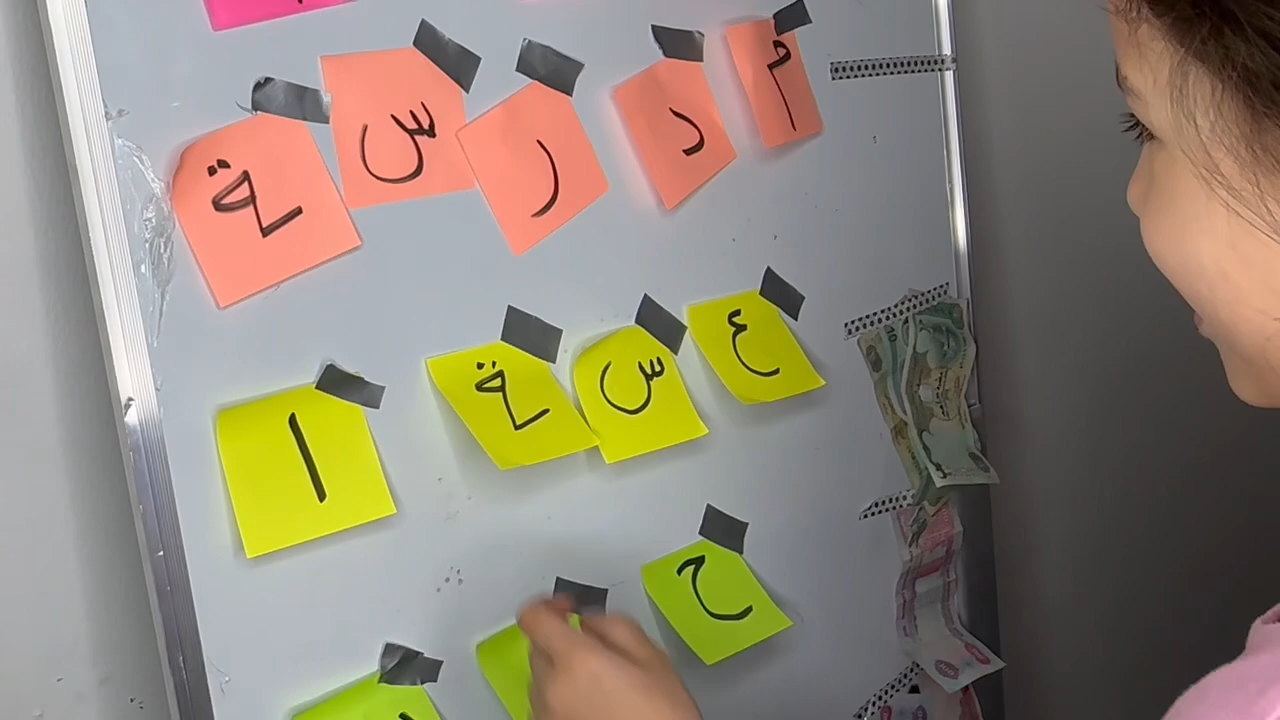 م د ر س ة
ع س ة ا
ح